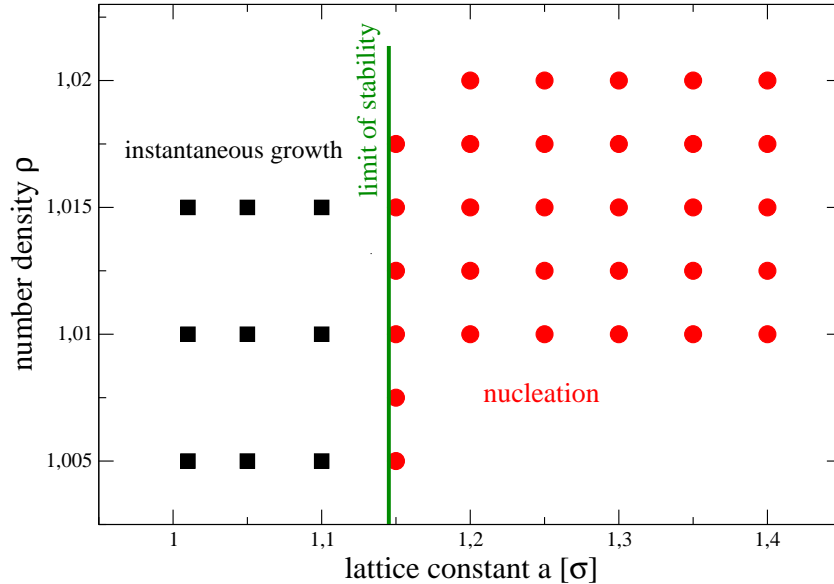 number density ρ
1,02
1,015
1,01
1,005
instantaneous growth
limit of stability
nucleation
1
1,1
1,2
1,3
1,4
lattice constant a [σ]